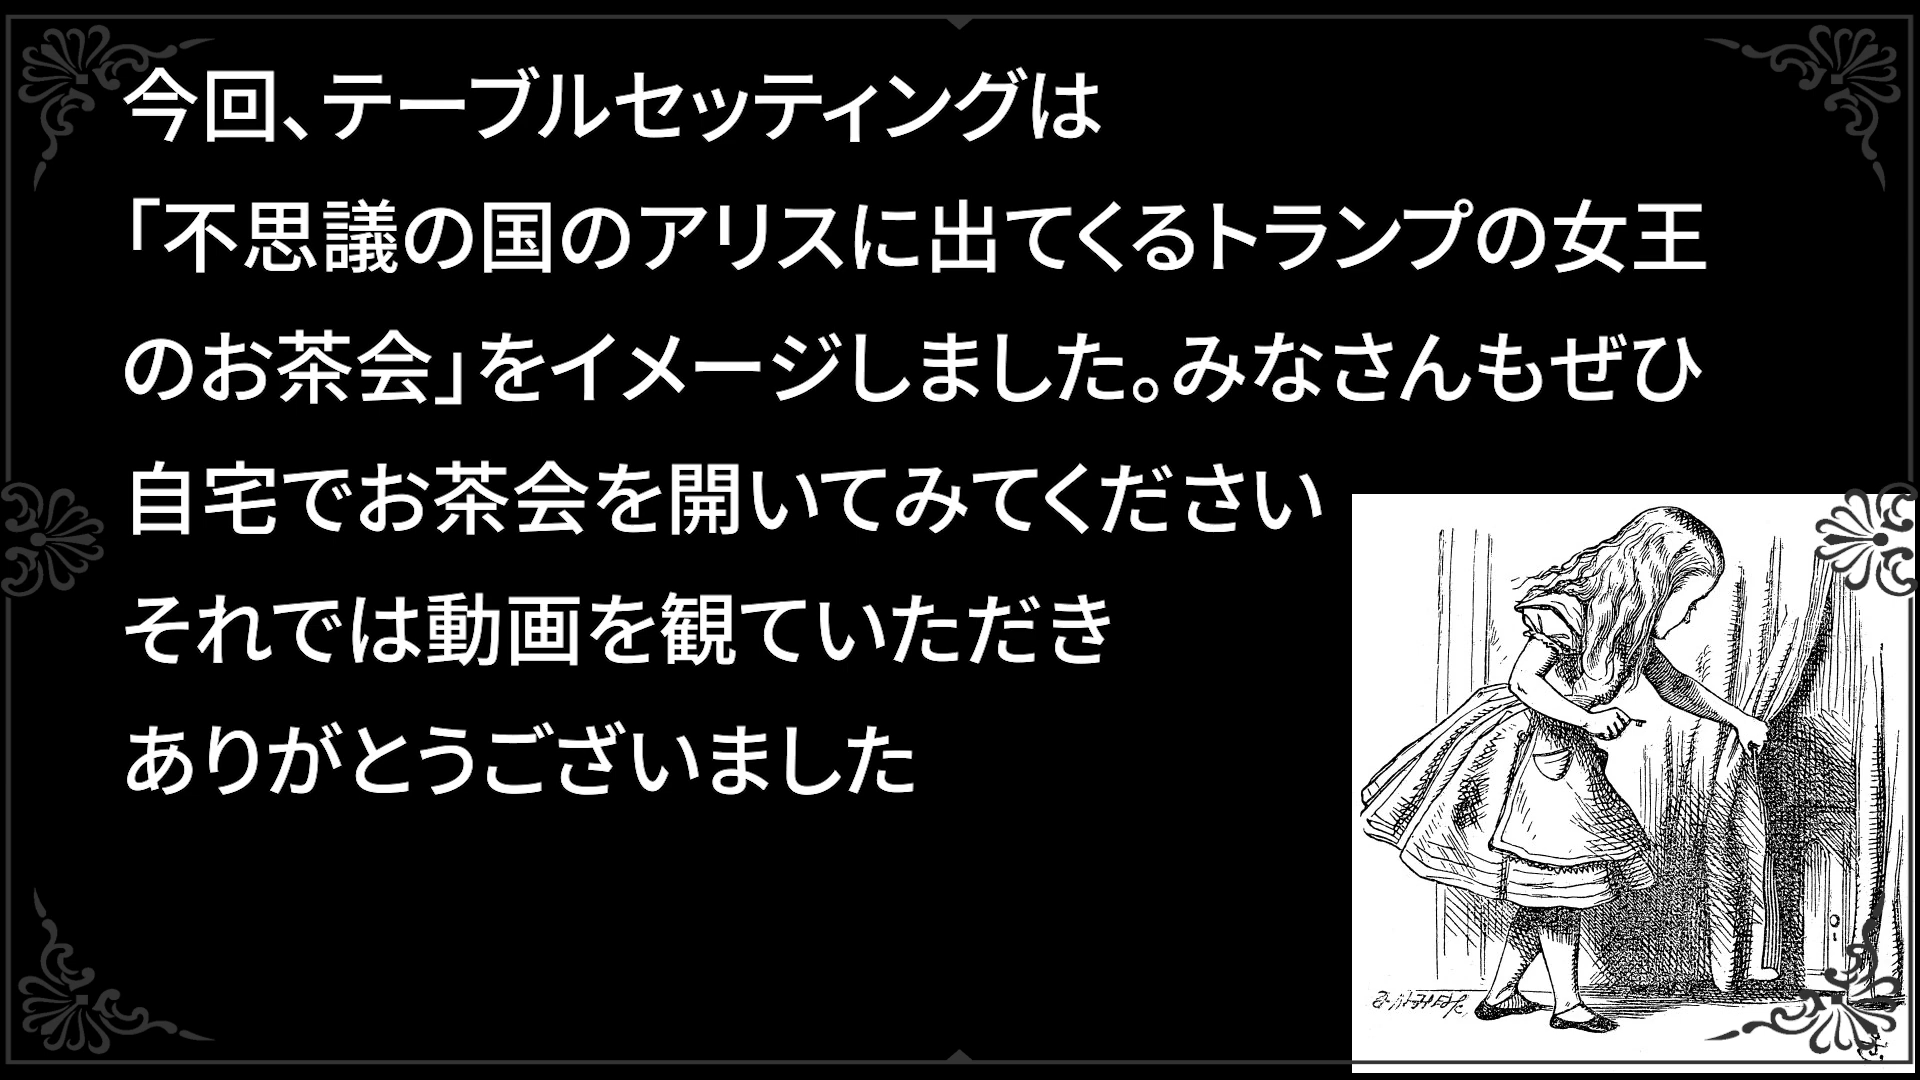 今回、テーブルセッティングは
「不思議の国のアリスに出てくるトランプの女王
のお茶会」をイメージしました。みなさんもぜひ
自宅でお茶会を開いてみてください
それでは動画を観ていただき
ありがとうございました